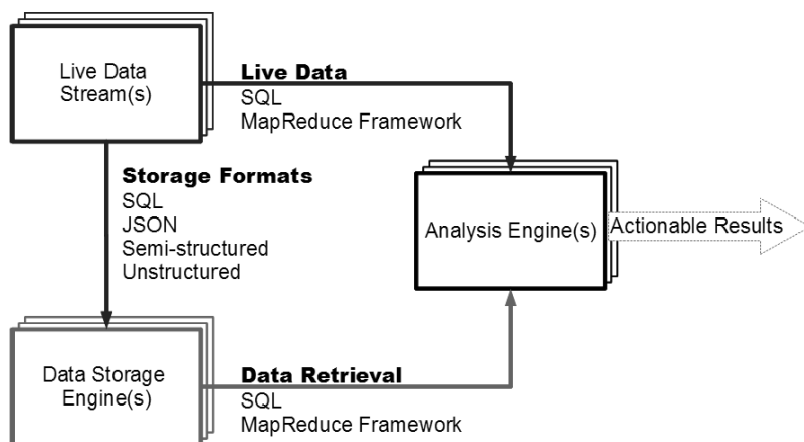 Live Data
Stream(s)
Live Data
SQL
MapReduce Framework
Storage Formats
SQL
JSON
Semi-structured
Unstructured
Analysis Engine(s)
Actionable Results
Data Storage
Engine(s)
Data Retrieval
SQL
MapReduce Framework